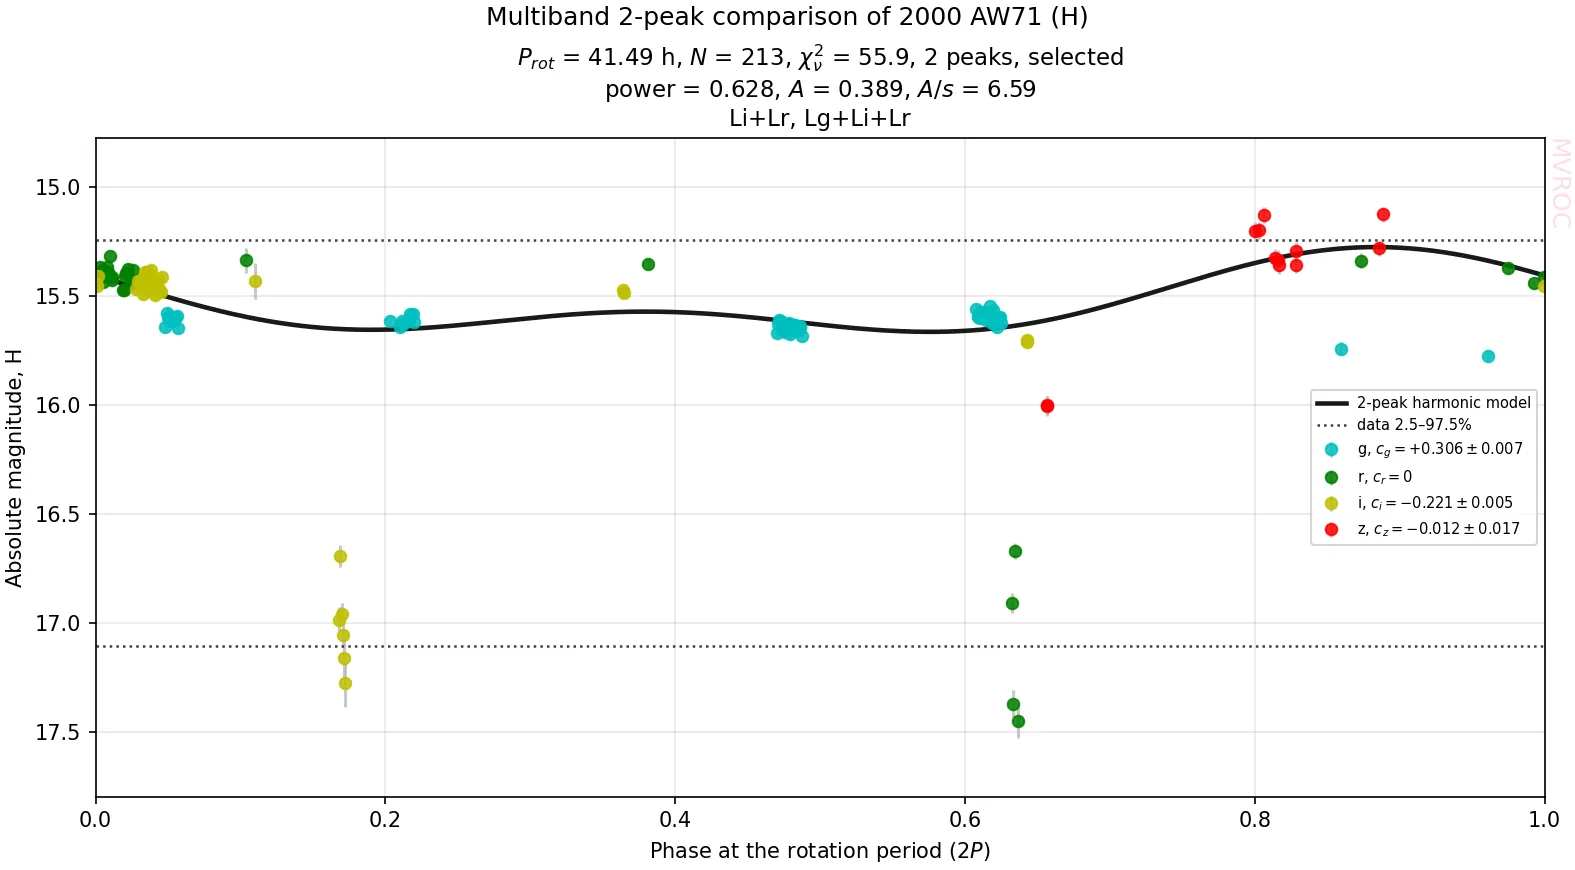 Multiband 2-peak comparison of 2000 AW71 (H)
P_rot = 41.49 h, N = 213, χ²_ν = 55.9, 2 peaks, selected
power = 0.628, A = 0.389, A/s = 6.59
Li+Lr, Lg+Li+Lr
MVROC
Absolute magnitude, H
15.0
15.5
16.0
16.5
17.0
17.5
2-peak harmonic model
data 2.5–97.5%
g, c_g = +0.306 ± 0.007
r, c_r = 0
i, c_i = −0.221 ± 0.005
z, c_z = −0.012 ± 0.017
0.0 0.2 0.4 0.6 0.8 1.0
Phase at the rotation period (2P)